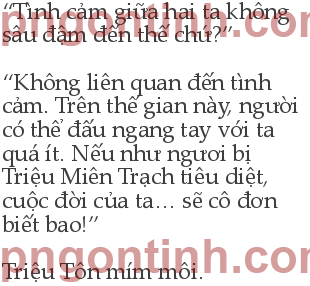 “Tình cảm giữa hai ta không
sâu đậm đến thế chứ?”
“Không liên quan đến tình
cảm. Trên thế gian này, người
có thể đấu ngang tay với ta
quá ít. Nếu như ngươi bị
Triệu Miên Trạch tiêu diệt,
cuộc đời của ta… sẽ cô đơn
biết bao!”
pngontinh.com
Triệu Tôn mím môi.